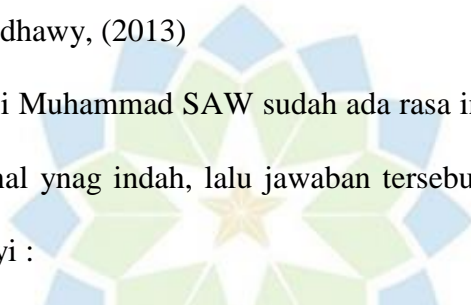 dhawy, (2013)
i Muhammad SAW sudah ada rasa i
nal ynag indah, lalu jawaban tersebu
yi :